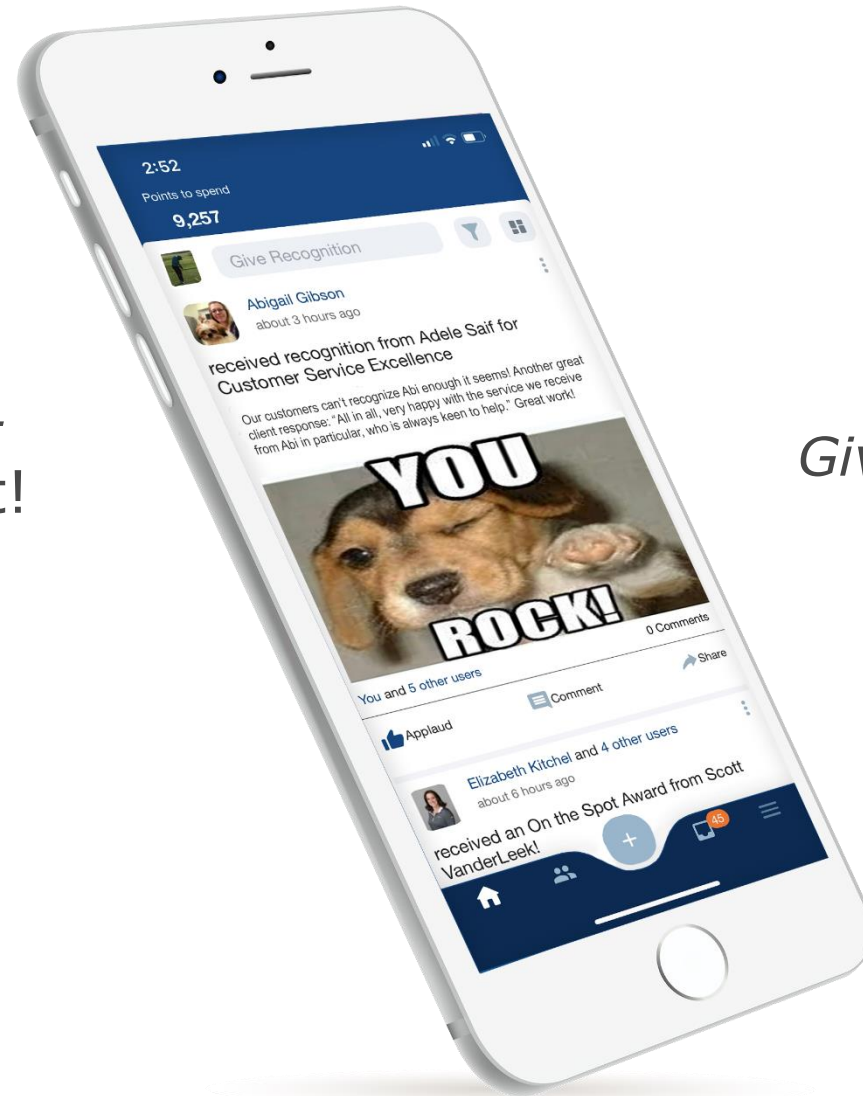 2:52
Points to spend
9,257
Give Recognition
Abigail Gibson
about 3 hours ago
received recognition from Adele Saif for
Customer Service Excellence
Our customers can't recognize Abi enough it seems! Another great
client response: "All in all, very happy with the service we receive
from Abi in particular, who is always keen to help." Great work!
YOU
ROCK!
You and 5 other users
0 Comments
Applaud
Comment
Share
Elizabeth Kitchel and 4 other users
about 6 hours ago
received an On the Spot Award from Scott
VanderLeek!
45